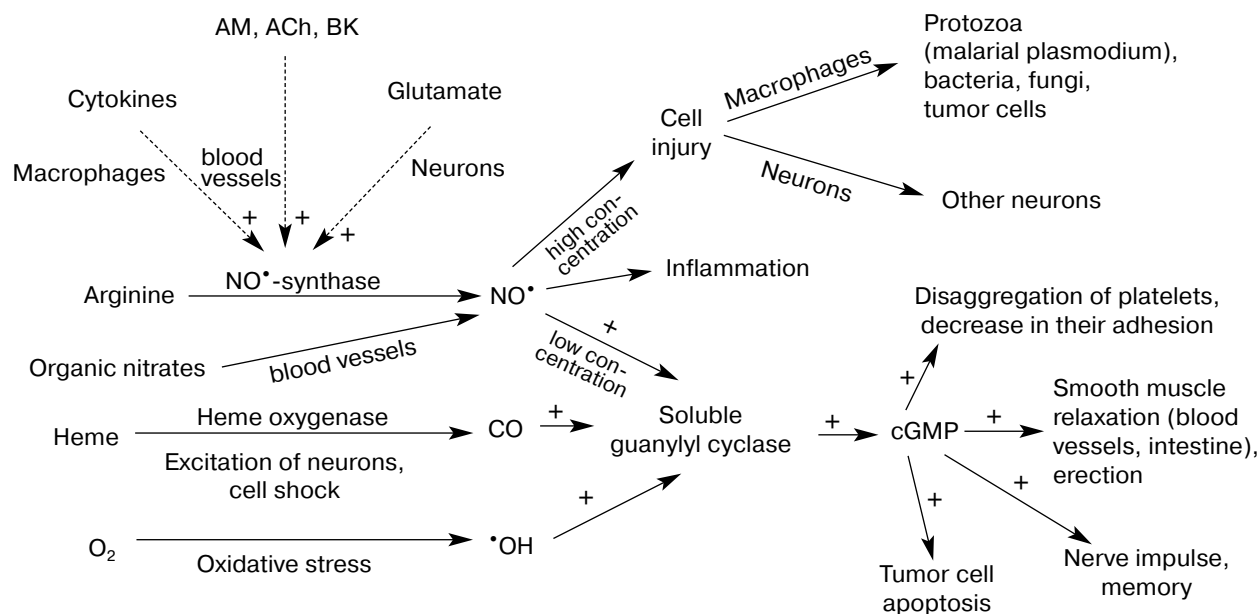 AM, ACh, BK
Cytokines
Glutamate
Macrophages
blood
vessels
Neurons
+
+
+
Arginine
NO•-synthase
NO•
Organic nitrates
blood vessels
high con-
centration
Cell
injury
Macrophages
Protozoa
(malarial plasmodium),
bacteria, fungi,
tumor cells
Neurons
Other neurons
Inflammation
+
low con-
centration
Heme
Heme oxygenase
Excitation of neurons,
cell shock
CO
+
Soluble
guanylyl cyclase
O2
Oxidative stress
•OH
+
+
cGMP
+
Disaggregation of platelets,
decrease in their adhesion
+
Smooth muscle
relaxation (blood
vessels, intestine),
erection
+
Nerve impulse,
memory
+
Tumor cell
apoptosis